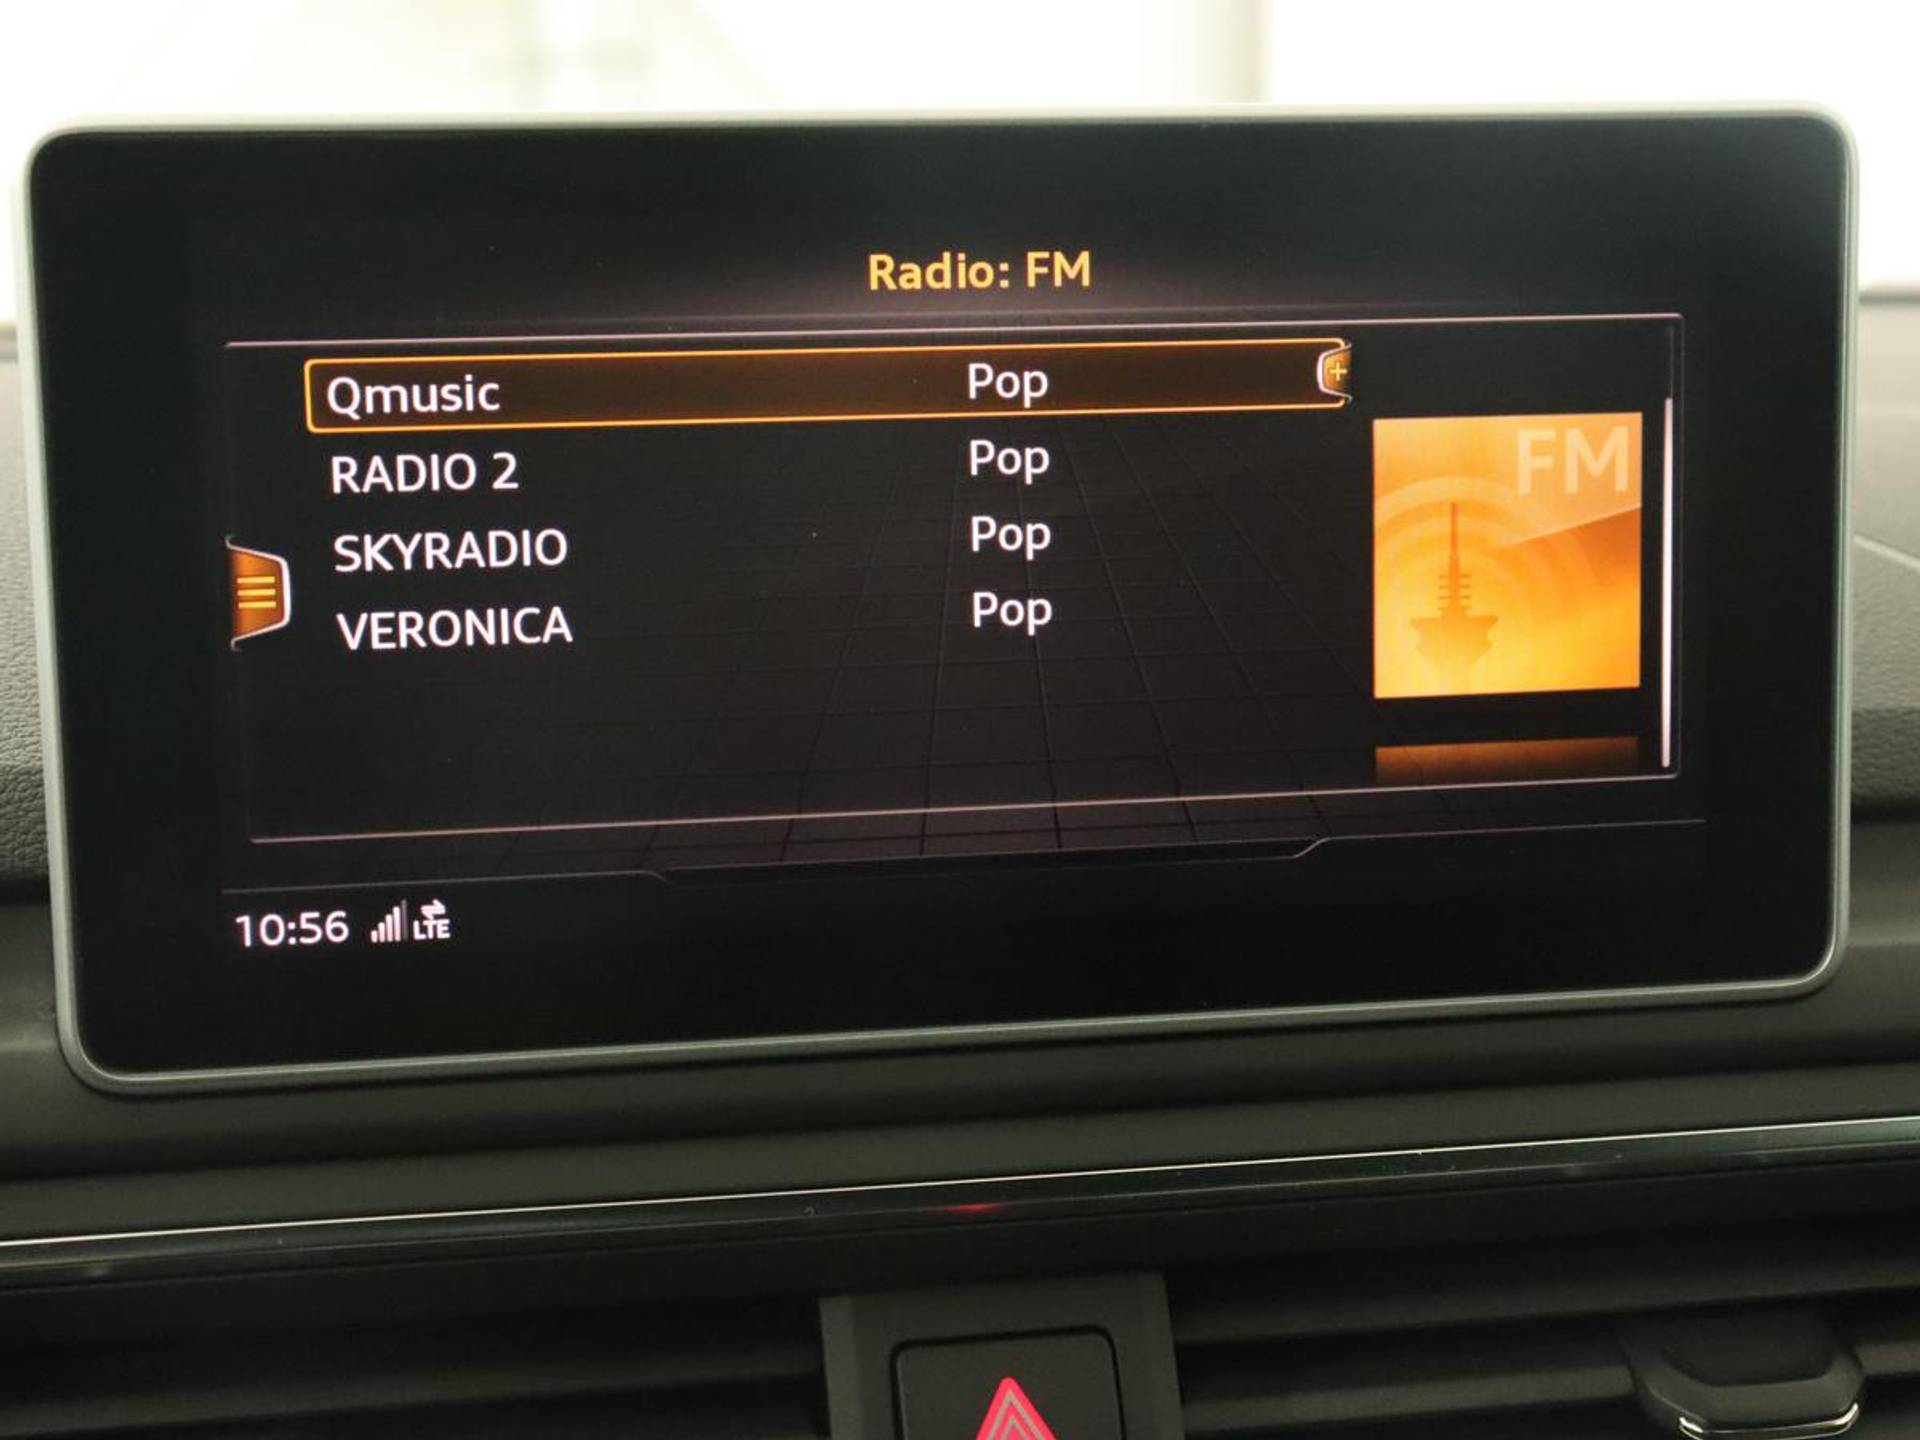 Radio: FM
Qmusic Pop
RADIO 2 Pop
SKYRADIO Pop
VERONICA Pop
FM
10:56 LTE